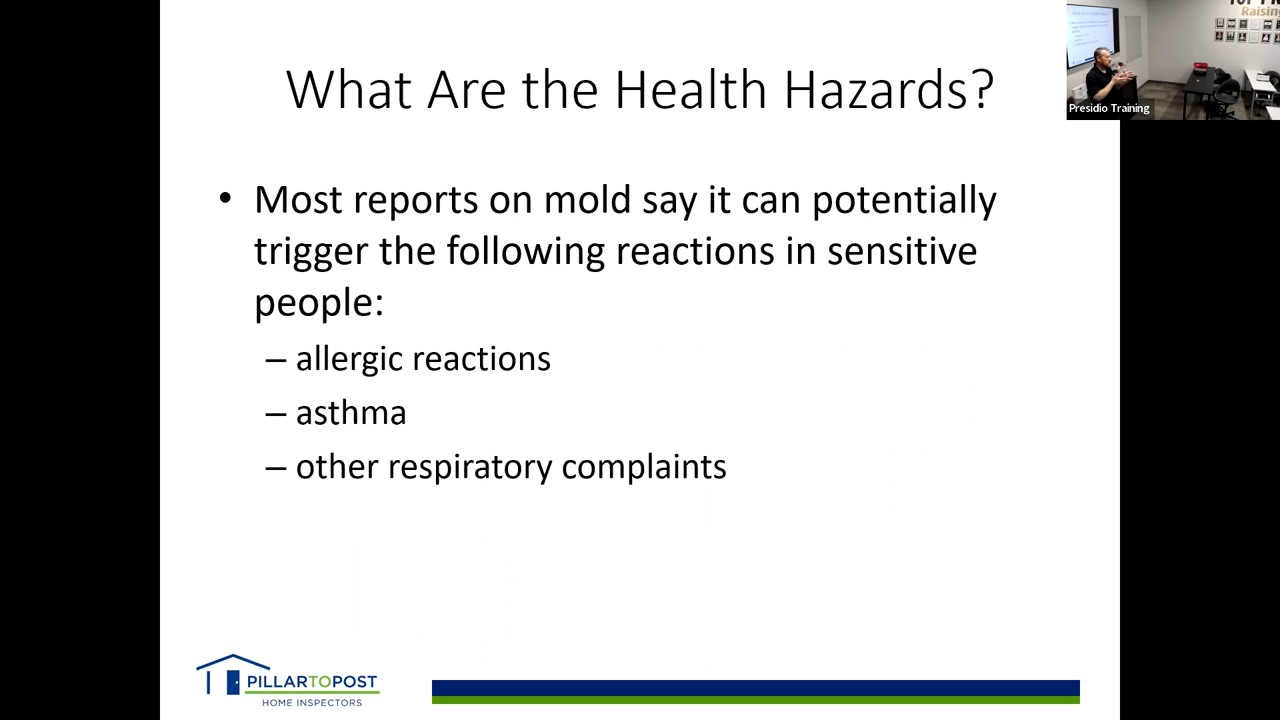 What Are the Health Hazards?
• Most reports on mold say it can potentially
trigger the following reactions in sensitive
people:
– allergic reactions
– asthma
– other respiratory complaints
PILLARTOPOST
HOME INSPECTORS
Raising
Presidio Training